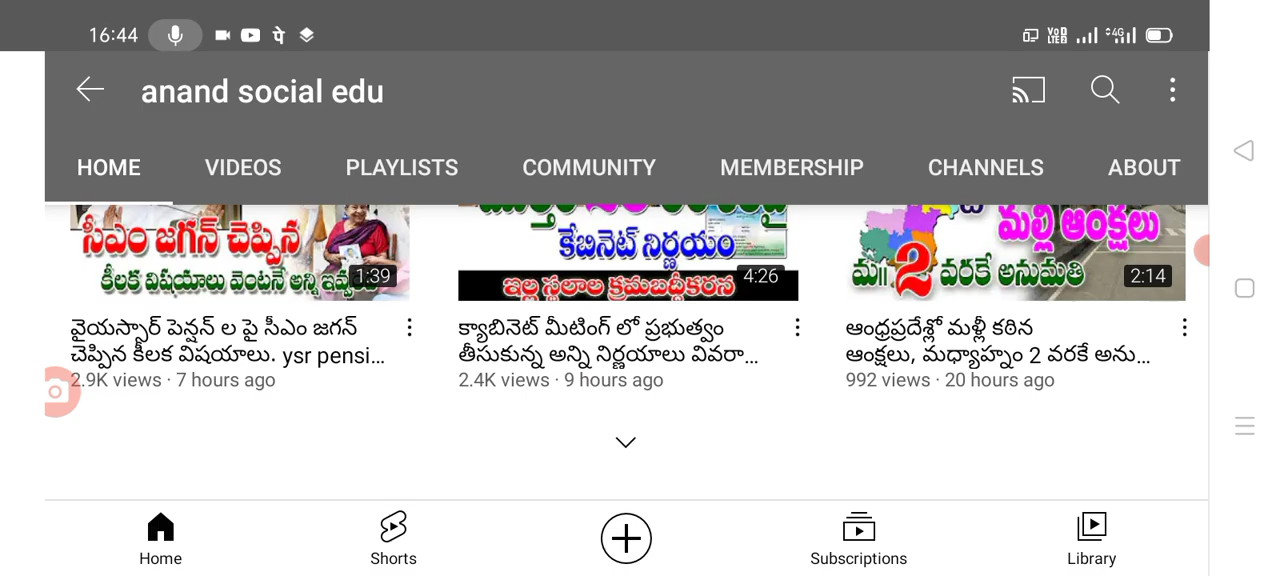 16:44
4G
anand social edu
HOME VIDEOS PLAYLISTS COMMUNITY MEMBERSHIP CHANNELS ABOUT
సీఎం జగన్ చెప్పిన
కీలక విషయాలు వెంటనే అన్ని
1:39
కేబినెట్ నిర్ణయం
ఇల్ల స్థలాల క్రమబద్దీకరన
4:26
మళ్లి ఆంక్షలు
మ॥ 2 వరకే అనుమతి
2:14
వైయస్సార్ పెన్షన్ ల పై సీఎం జగన్
చెప్పిన కీలక విషయాలు. ysr pensi...
2.9K views · 7 hours ago
క్యాబినెట్ మీటింగ్ లో ప్రభుత్వం
తీసుకున్న అన్ని నిర్ణయాలు వివరా...
2.4K views · 9 hours ago
ఆంధ్రప్రదేశ్లో మళ్లీ కఠిన
ఆంక్షలు, మధ్యాహ్నం 2 వరకే అను...
992 views · 20 hours ago
Home Shorts Subscriptions Library